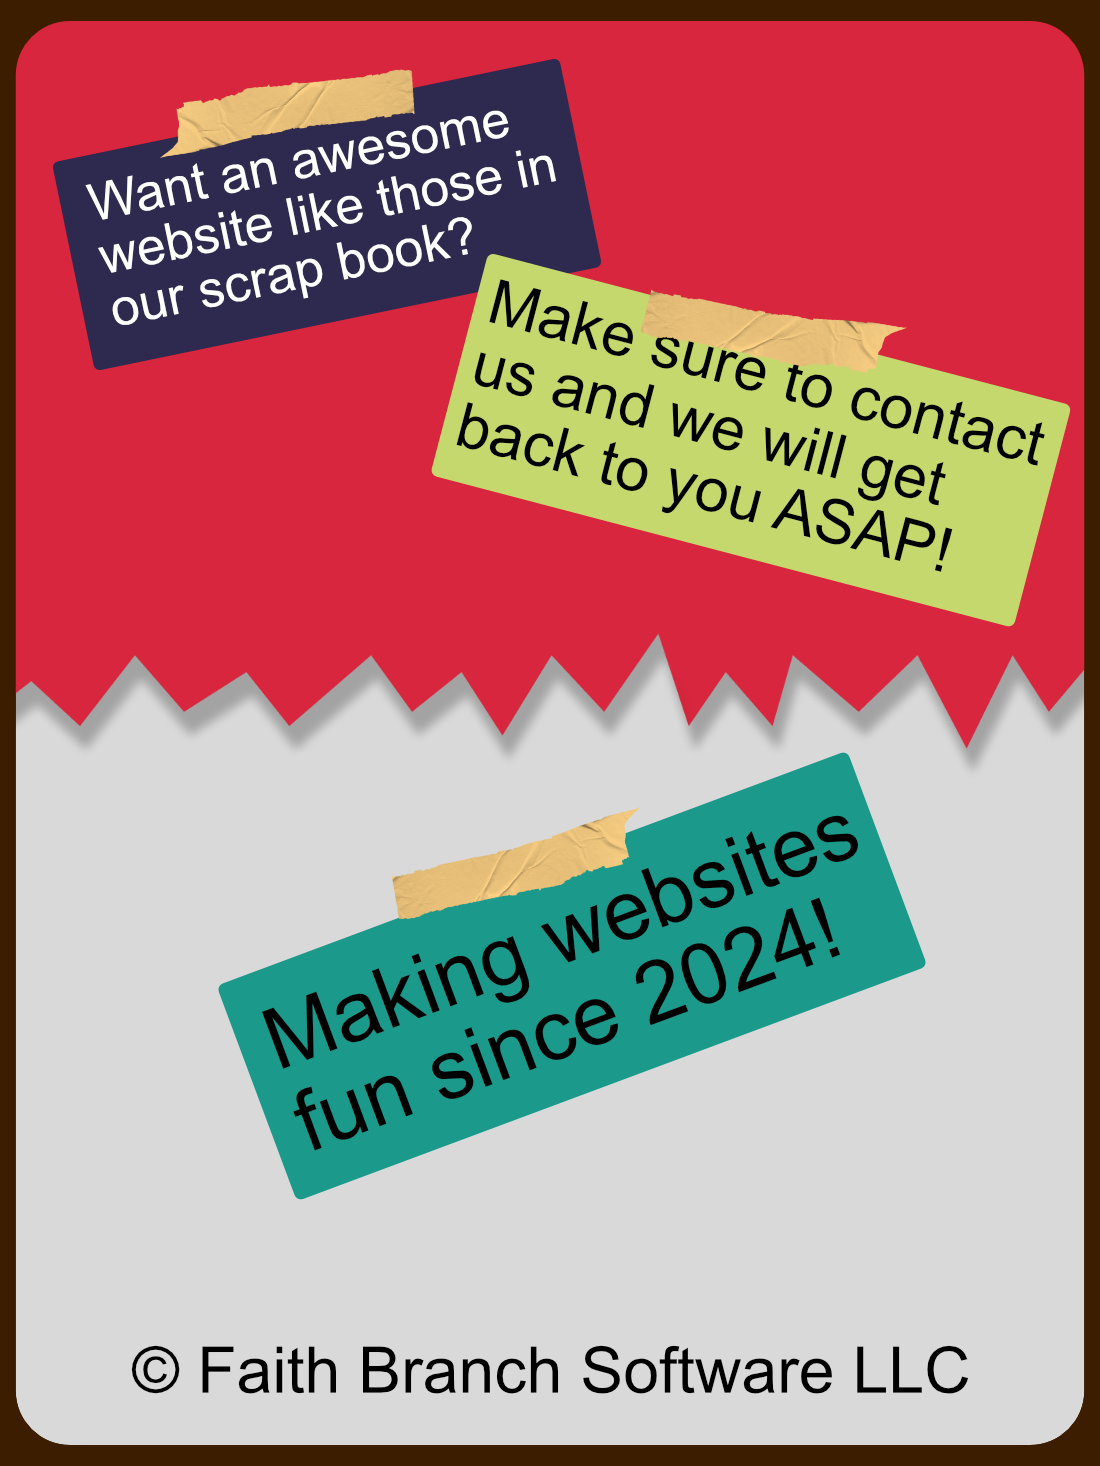 Want an awesome
website like those in
our scrap book?
Make sure to contact
us and we will get
back to you ASAP!
Making websites
fun since 2024!
© Faith Branch Software LLC